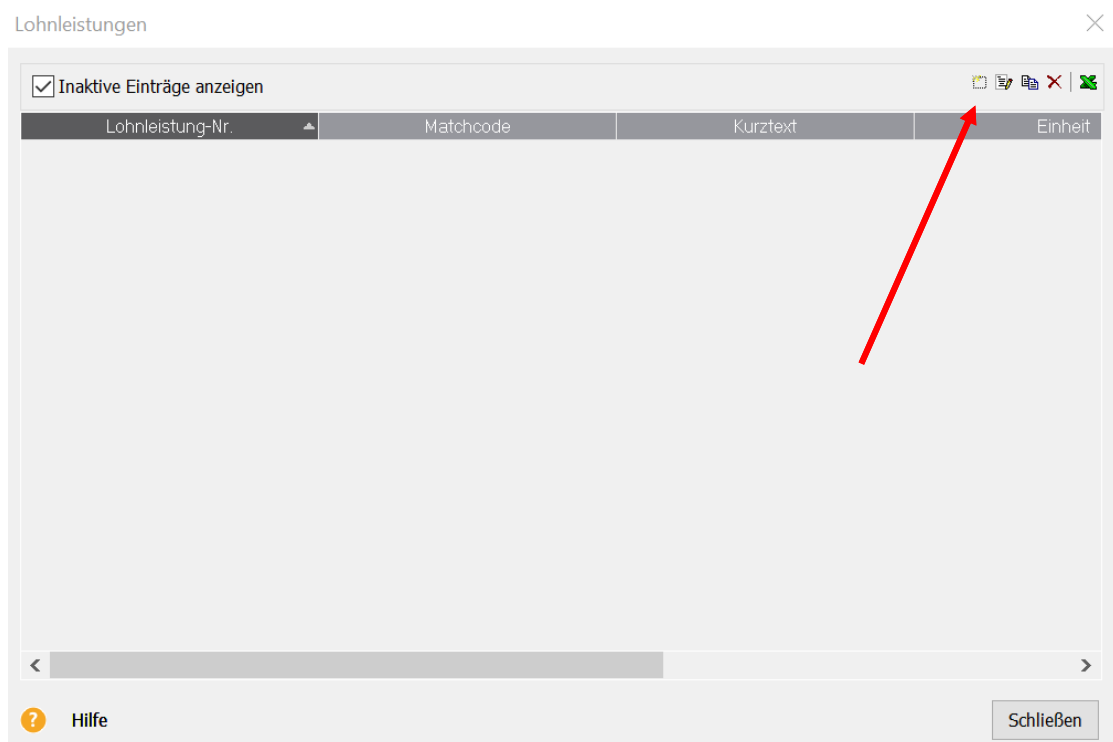 Lohnleistungen
Inaktive Einträge anzeigen
Lohnleistung-Nr. Matchcode Kurztext Einheit
? Hilfe Schließen